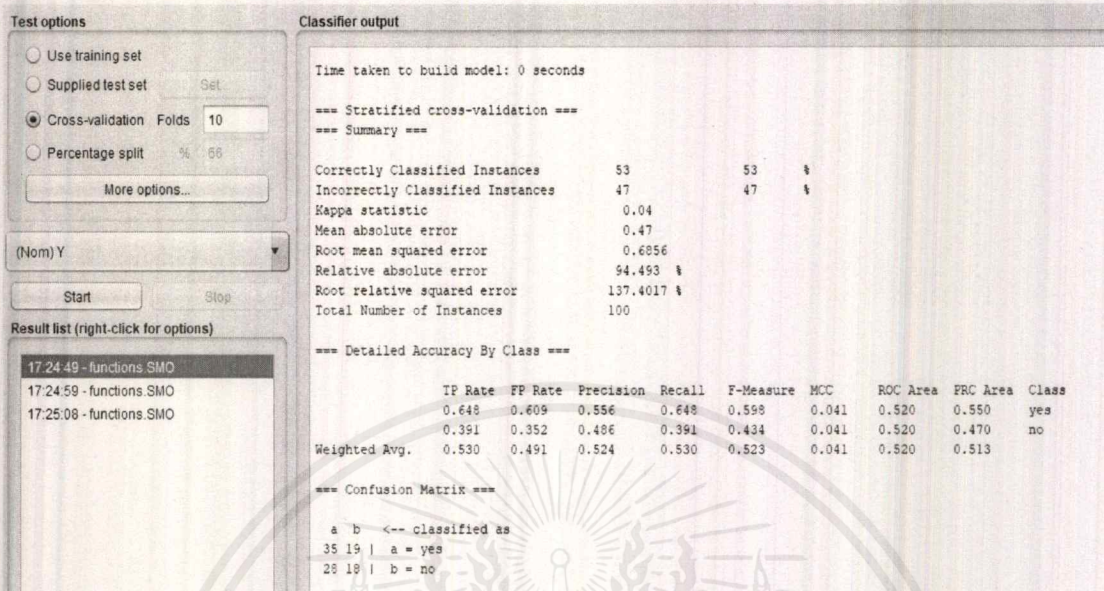 Test options
Use training set
Supplied test set Set...
Cross-validation Folds 10
Percentage split % 66
More options...
(Nom) Y
Start Stop
Result list (right-click for options)
17:24:49 - functions.SMO
17:24:59 - functions.SMO
17:25:08 - functions.SMO
Classifier output
Time taken to build model: 0 seconds
=== Stratified cross-validation ===
=== Summary ===
Correctly Classified Instances 53 53 %
Incorrectly Classified Instances 47 47 %
Kappa statistic 0.04
Mean absolute error 0.47
Root mean squared error 0.6856
Relative absolute error 94.493 %
Root relative squared error 137.4017 %
Total Number of Instances 100
=== Detailed Accuracy By Class ===
TP Rate FP Rate Precision Recall F-Measure MCC ROC Area PRC Area Class
0.648 0.609 0.556 0.648 0.598 0.041 0.520 0.550 yes
0.391 0.352 0.486 0.391 0.434 0.041 0.520 0.470 no
Weighted Avg. 0.530 0.491 0.524 0.530 0.523 0.041 0.520 0.513
=== Confusion Matrix ===
a b <-- classified as
35 19 | a = yes
28 18 | b = no